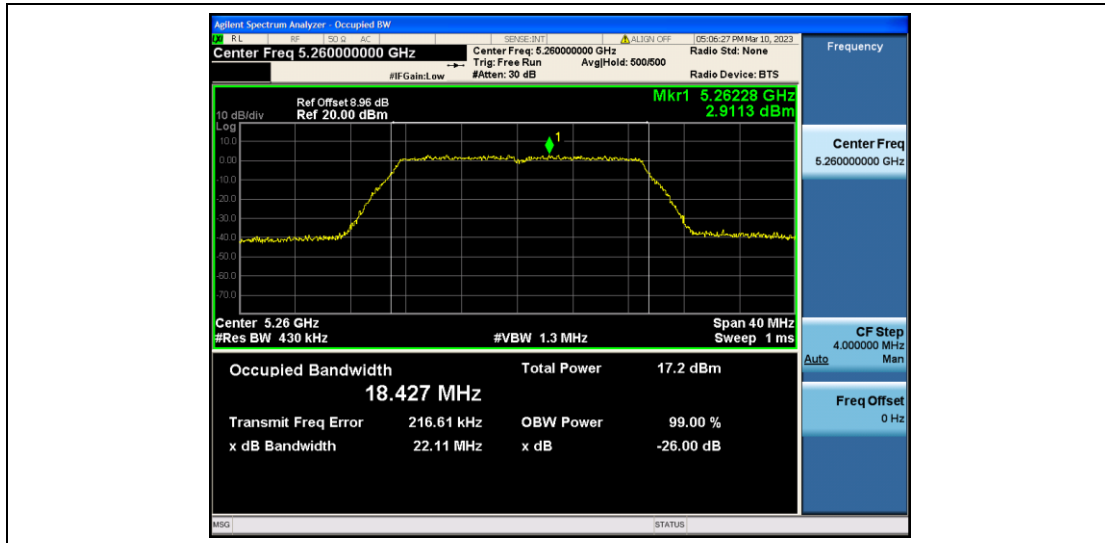 Agilent Spectrum Analyzer - Occupied BW
RL RF 50 Ω AC SENSE:INT ALIGN OFF 05:06:27 PM Mar 10, 2023
Center Freq 5.260000000 GHz
Center Freq: 5.260000000 GHz Radio Std: None
Trig: Free Run Avg|Hold: 500/500
#IFGain:Low #Atten: 30 dB Radio Device: BTS
Ref Offset 8.96 dB
10 dB/div Ref 20.00 dBm
Mkr1 5.26228 GHz
2.9113 dBm
Log
10.0
0.00
-10.0
-20.0
-30.0
-40.0
-50.0
-60.0
-70.0
1
Center 5.26 GHz Span 40 MHz
#Res BW 430 kHz #VBW 1.3 MHz Sweep 1 ms
Occupied Bandwidth Total Power 17.2 dBm
18.427 MHz
Transmit Freq Error 216.61 kHz OBW Power 99.00 %
x dB Bandwidth 22.11 MHz x dB -26.00 dB
MSG STATUS
Frequency
Center Freq
5.260000000 GHz
CF Step
4.000000 MHz
Auto Man
Freq Offset
0 Hz